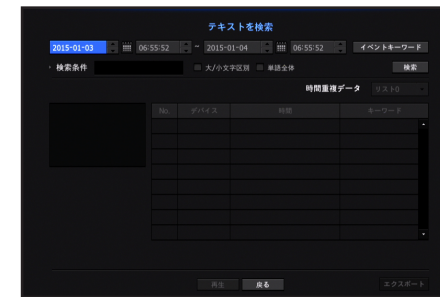 テキストを検索
2015-01-03 06:55:52 ~ 2015-01-04 06:55:52 イベントキーワード
・ 検索条件 大/小文字区別 単語全体 検索
時間重複データ リスト0
No. デバイス 時間 キーワード
再生 戻る エクスポート